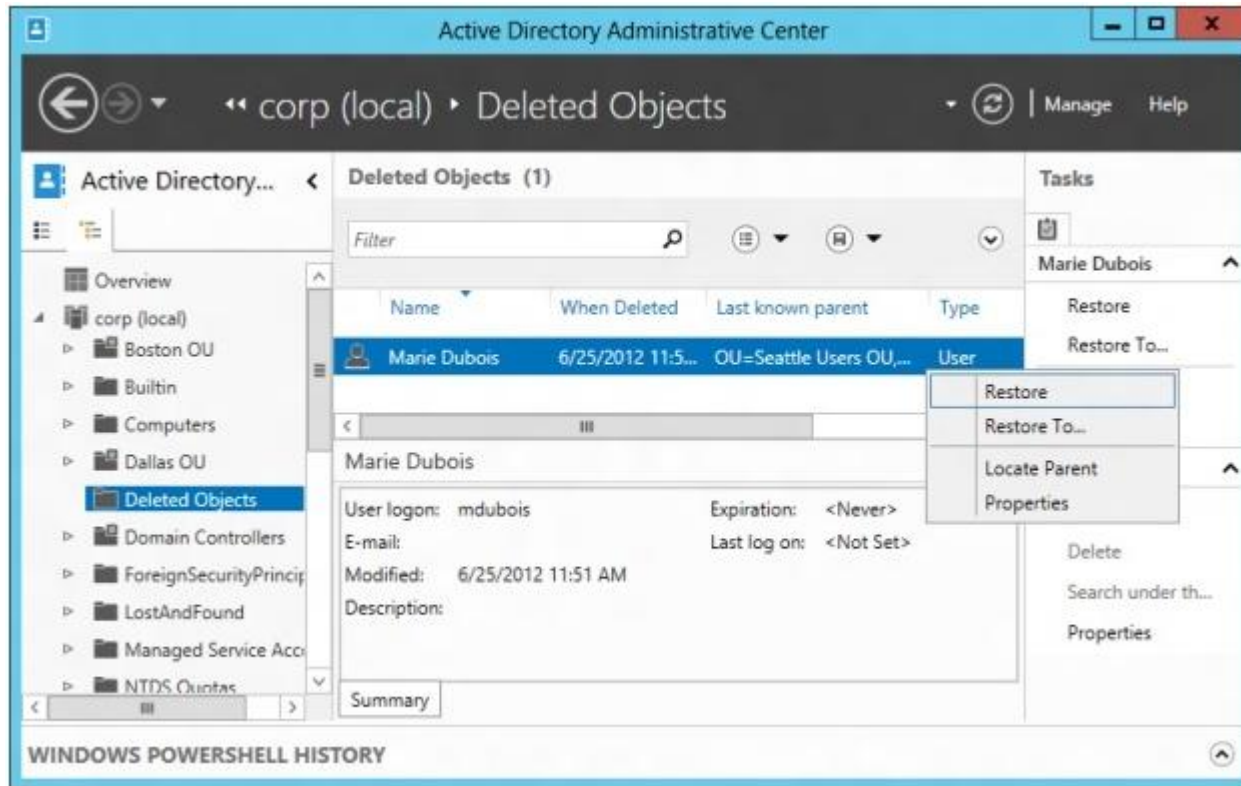 Active Directory Administrative Center
corp (local) Deleted Objects
Manage Help
Active Directory...
Overview
corp (local)
Boston OU
Builtin
Computers
Dallas OU
Deleted Objects
Domain Controllers
ForeignSecurityPrincip
LostAndFound
Managed Service Acc
NTDS Quotas
Deleted Objects (1)
Filter
Name When Deleted Last known parent Type
Marie Dubois 6/25/2012 11:5... OU=Seattle Users OU,... User
Marie Dubois
User logon: mdubois Expiration: <Never>
E-mail: Last log on: <Not Set>
Modified: 6/25/2012 11:51 AM
Description:
Summary
Restore
Restore To...
Locate Parent
Properties
Tasks
Marie Dubois
Restore
Restore To...
Delete
Search under th...
Properties
WINDOWS POWERSHELL HISTORY